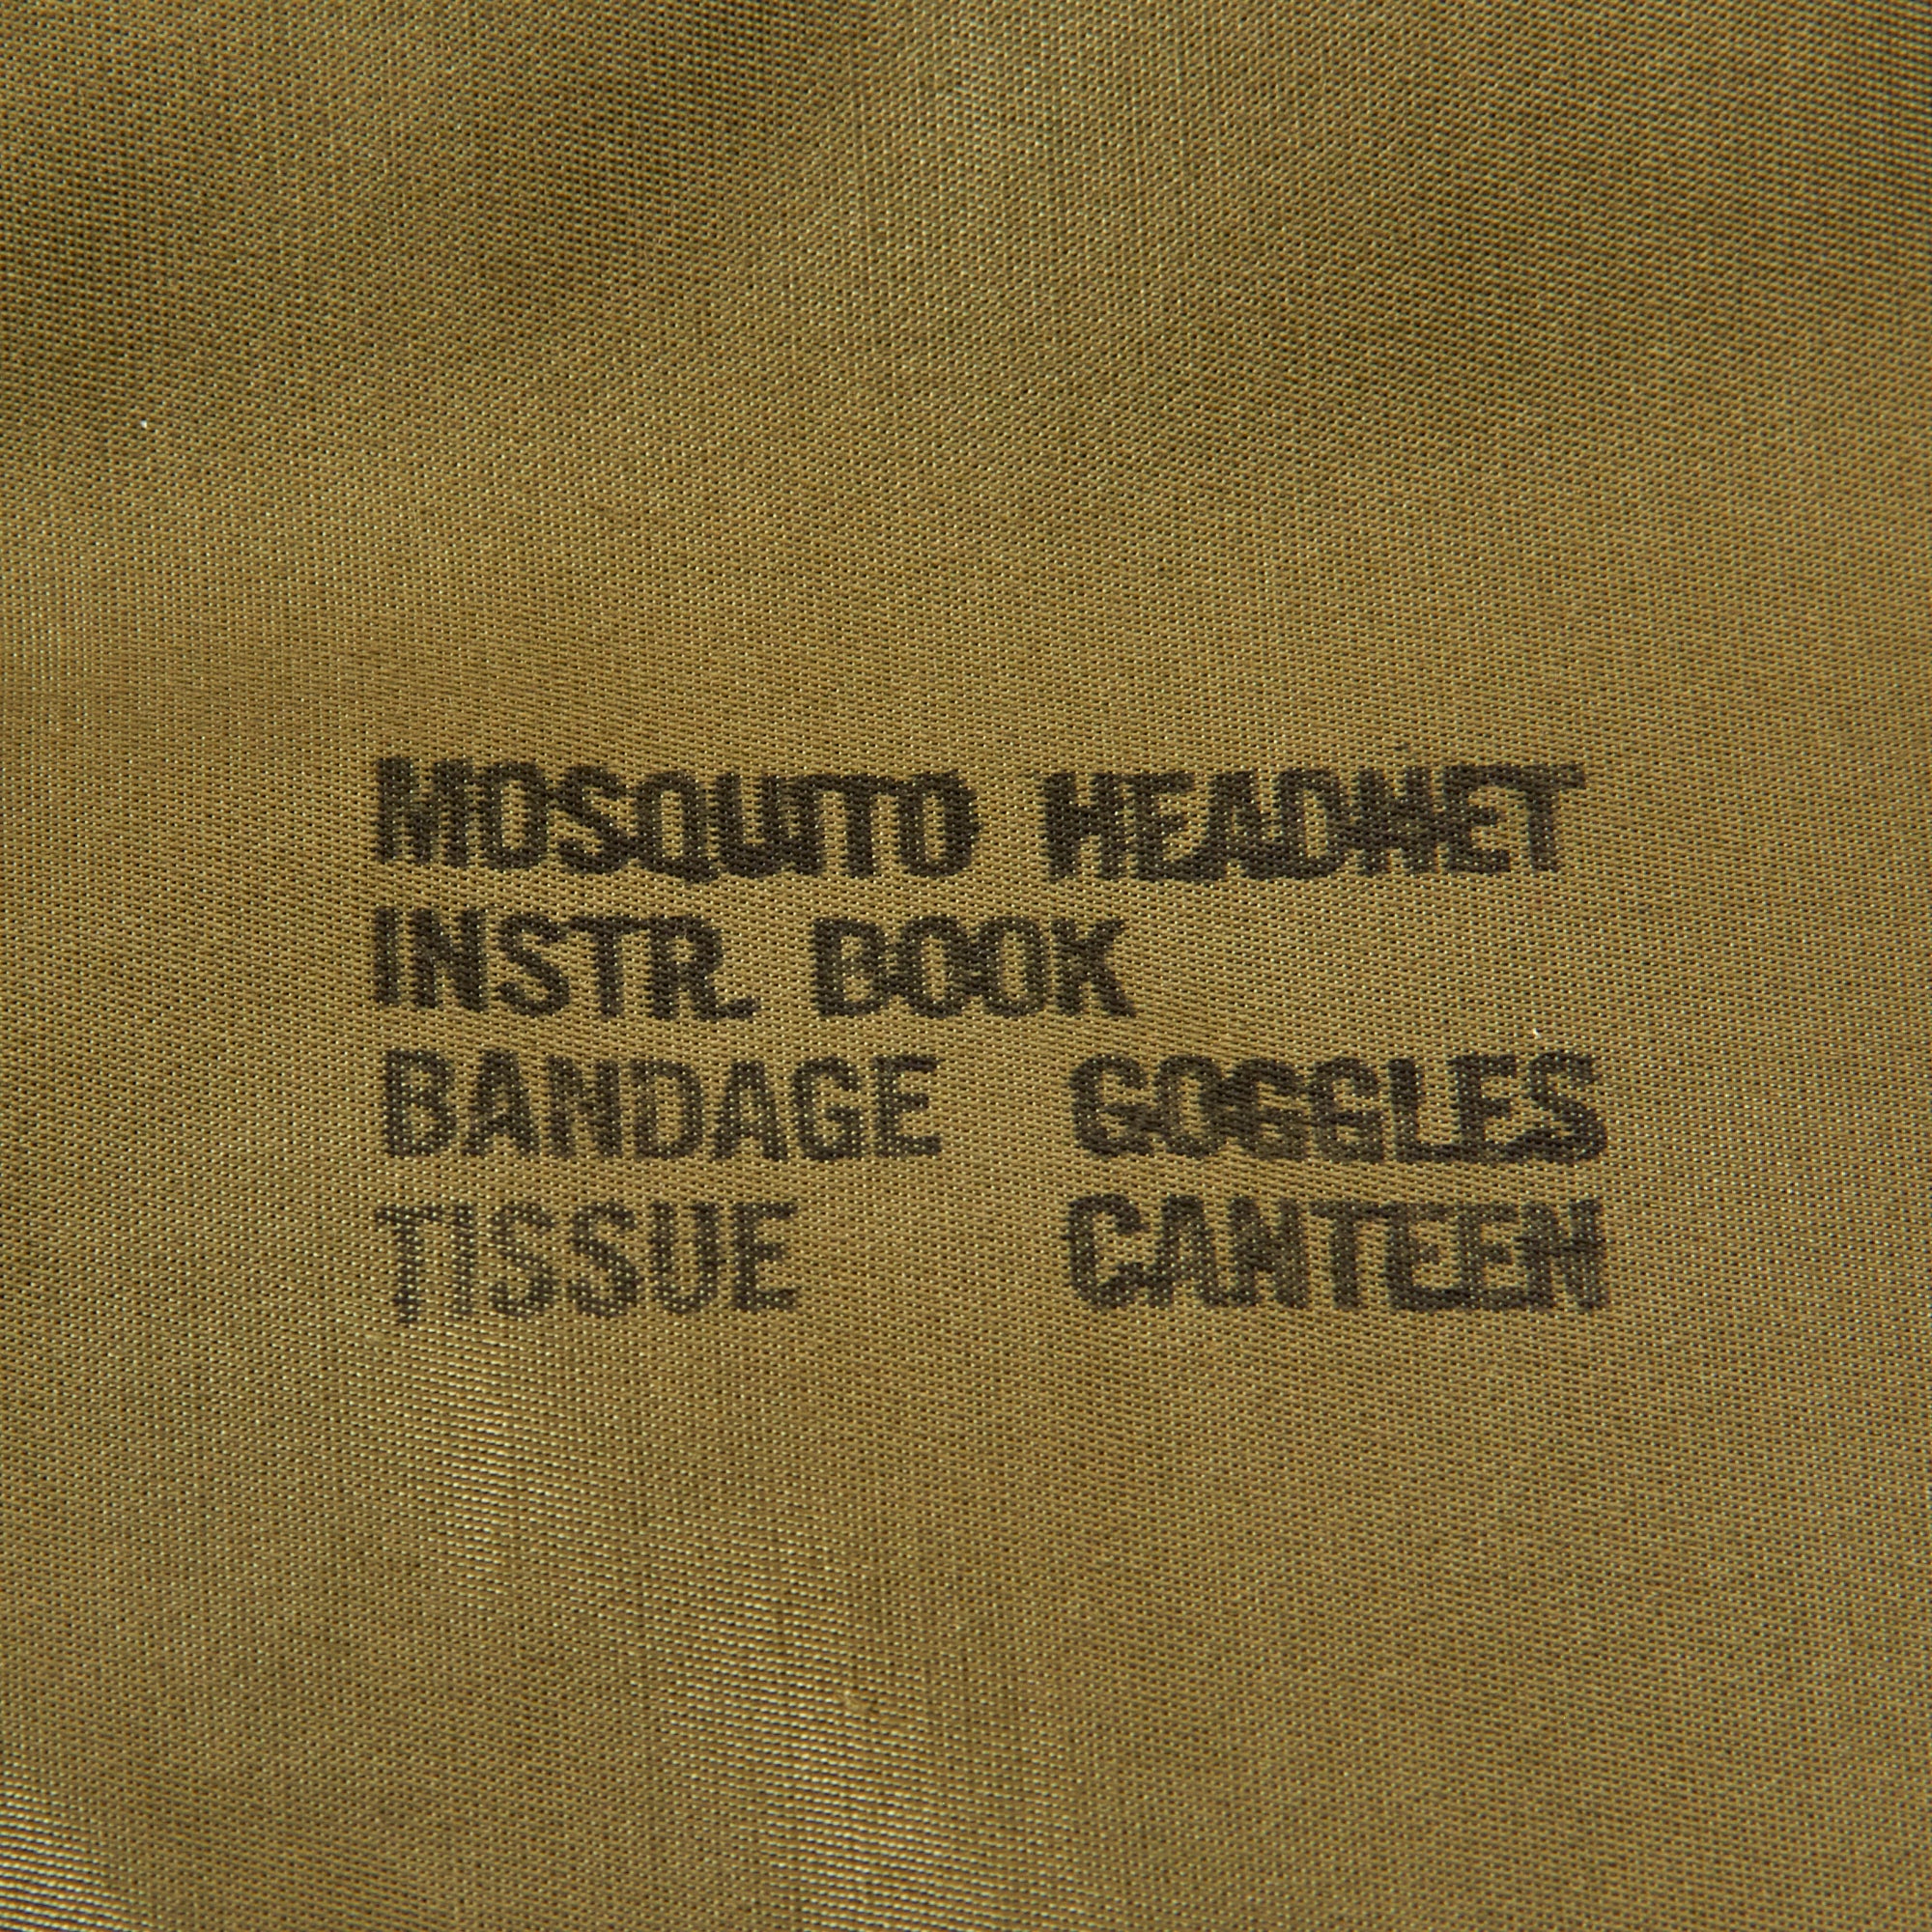 MOSQUITO HEADNET
INSTR. BOOK
BANDAGE GOGGLES
TISSUE CANTEEN